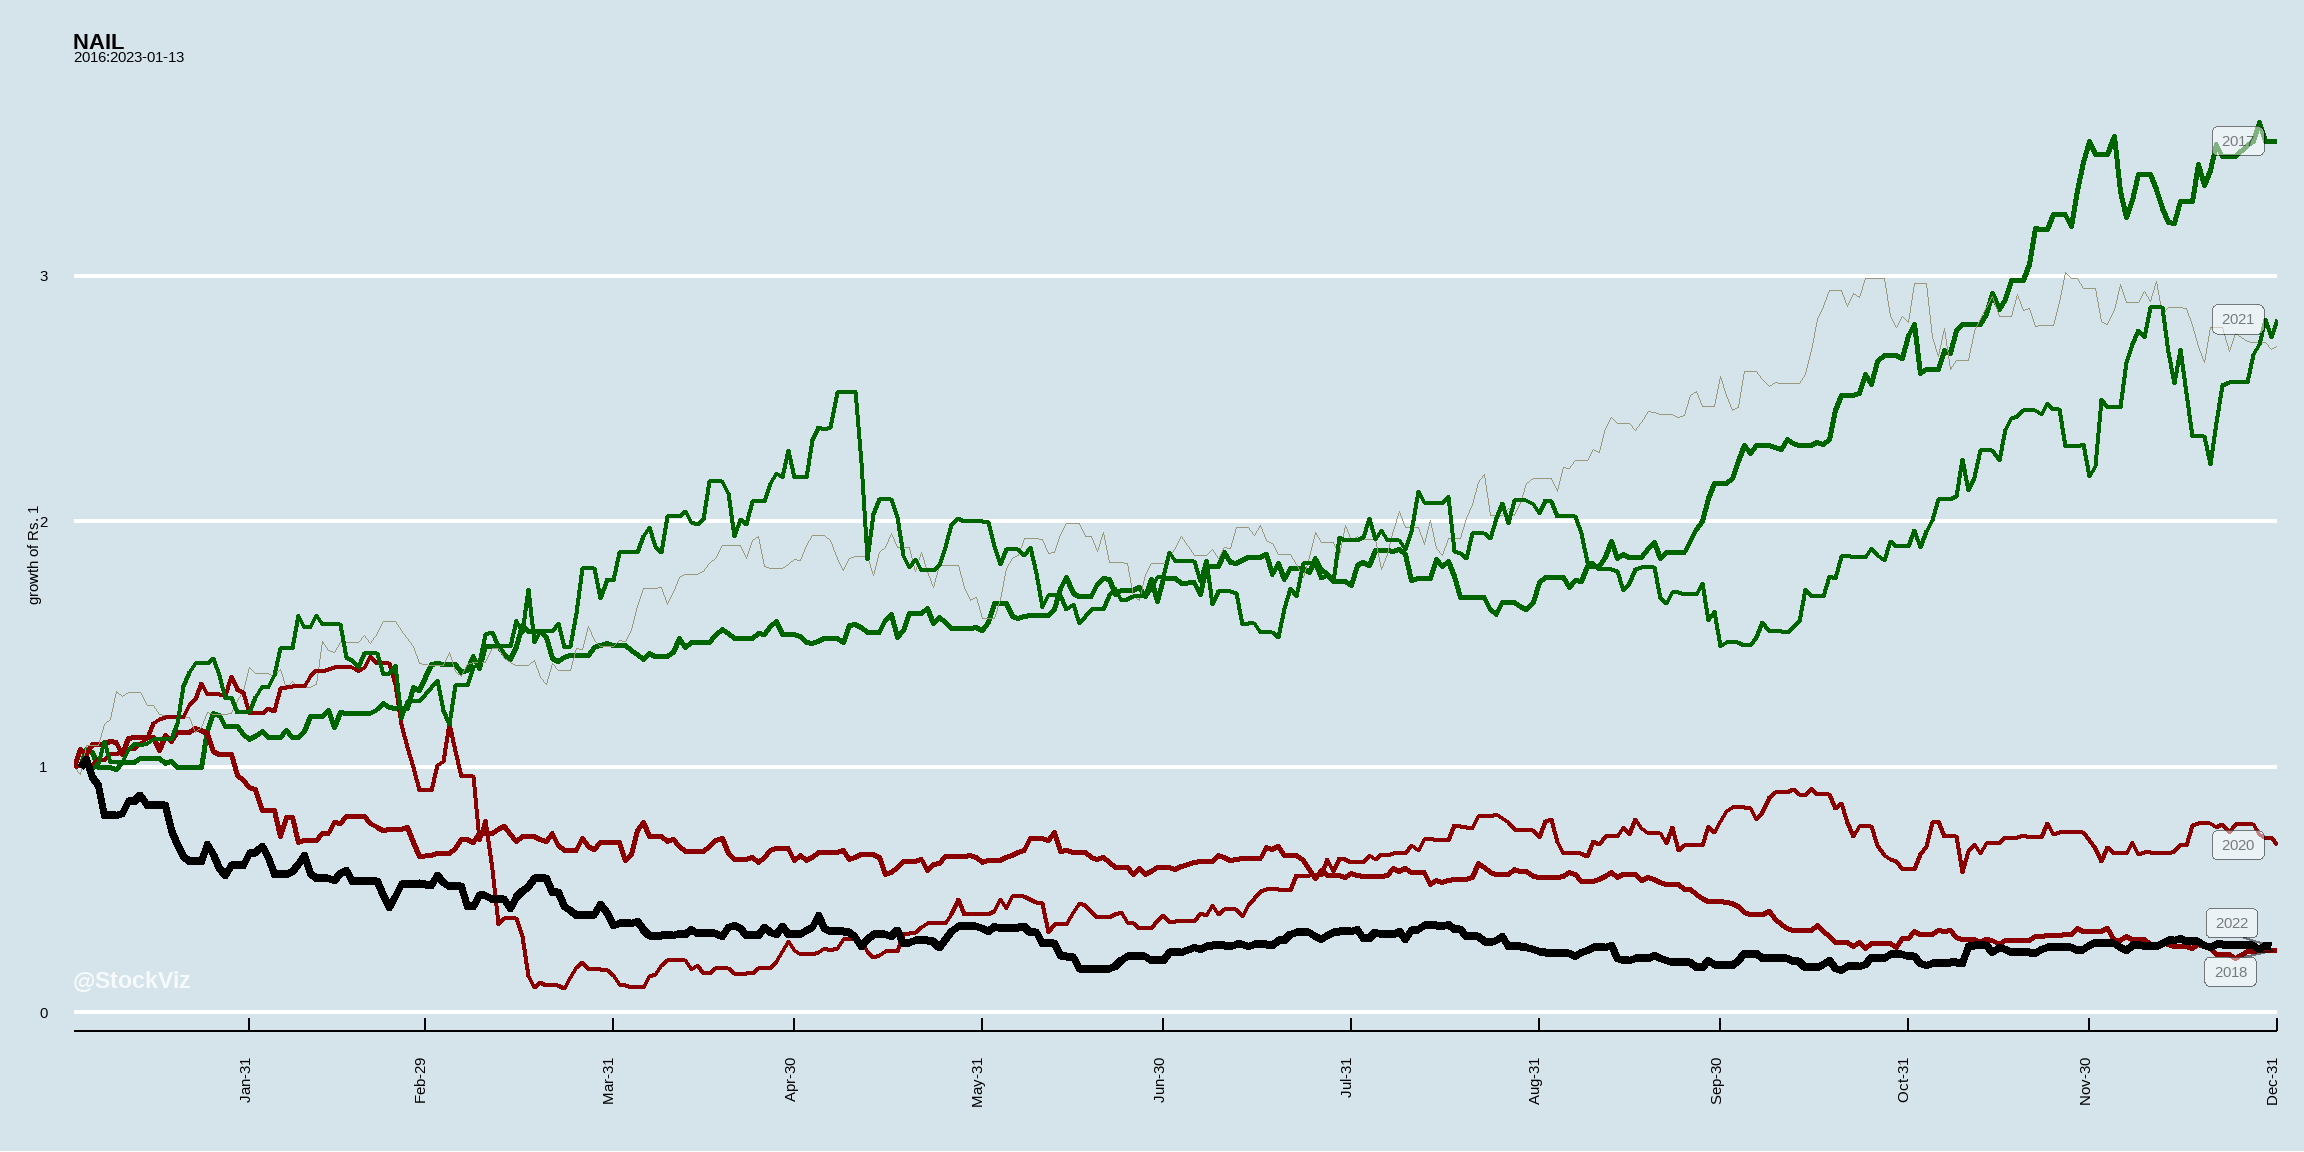 NAIL
2016:2023-01-13
2017
3
2021
growth of Rs. 1
2
1
2020
2022
@StockViz
2018
0
Jan-31
Feb-29
Mar-31
Apr-30
May-31
Jun-30
Jul-31
Aug-31
Sep-30
Oct-31
Nov-30
Dec-31